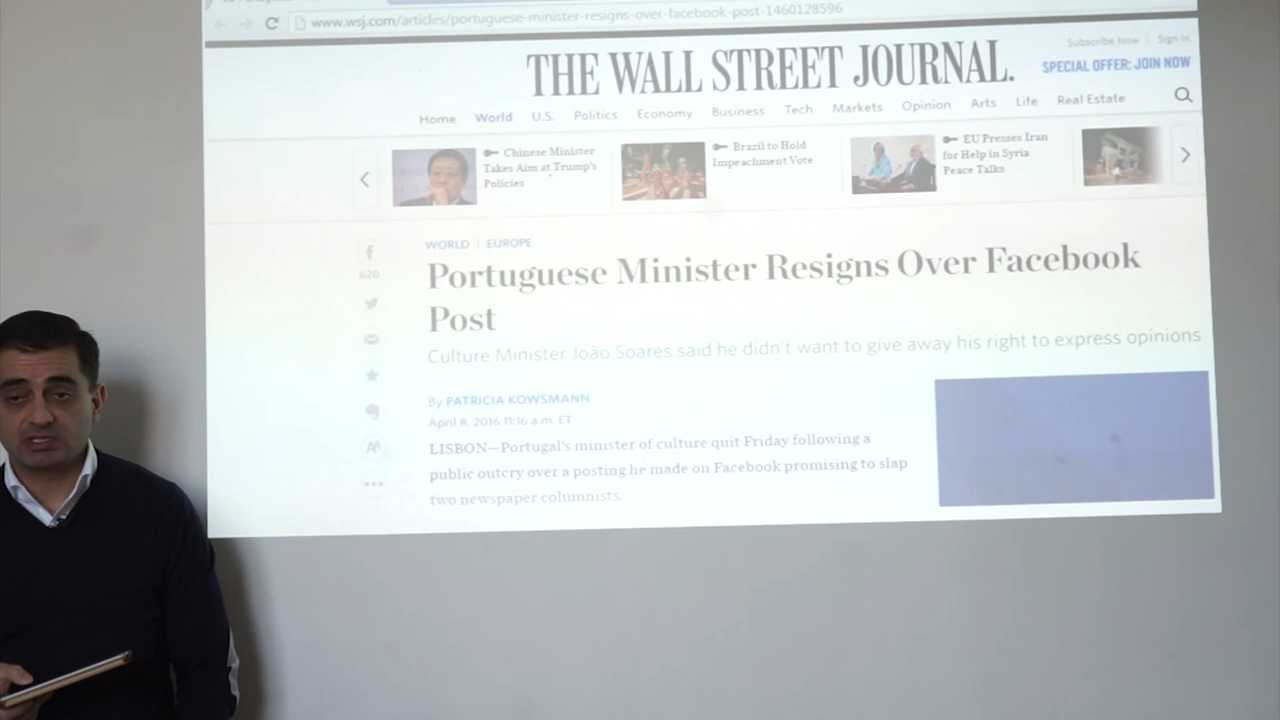 www.wsj.com/articles/portuguese-minister-resigns-over-facebook-post-1460128596
Subscribe Now | Sign In
THE WALL STREET JOURNAL.
SPECIAL OFFER: JOIN NOW
Home World U.S. Politics Economy Business Tech Markets Opinion Arts Life Real Estate
Chinese Minister
Takes Aim at Trump's
Policies
Brazil to Hold
Impeachment Vote
EU Presses Iran
for Help in Syria
Peace Talks
WORLD | EUROPE
620
Portuguese Minister Resigns Over Facebook
Post
Culture Minister João Soares said he didn't want to give away his right to express opinions
By PATRICIA KOWSMANN
April 8, 2016 11:16 a.m. ET
LISBON—Portugal's minister of culture quit Friday following a
public outcry over a posting he made on Facebook promising to slap
two newspaper columnists.
AA